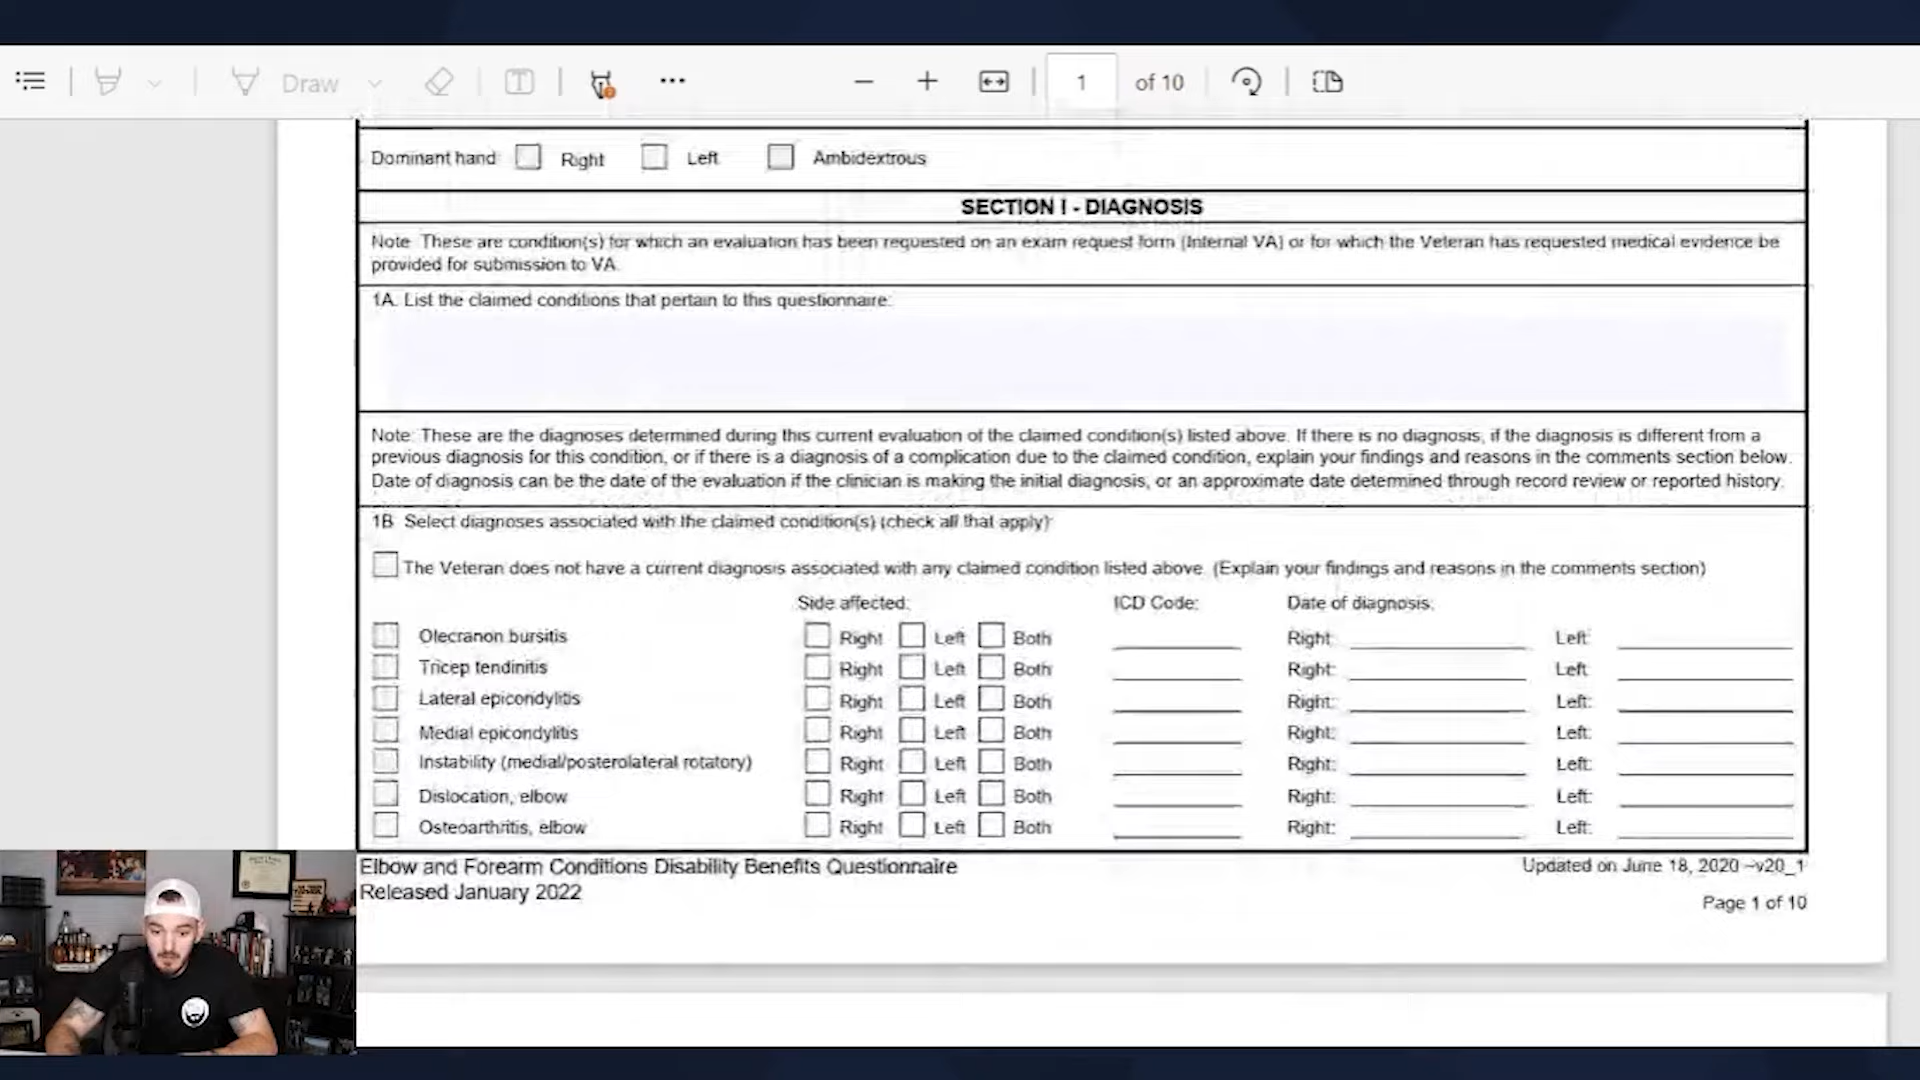 Draw
1 of 10
Dominant hand Right Left Ambidextrous
SECTION I - DIAGNOSIS
Note These are condition(s) for which an evaluation has been requested on an exam request form (Internal VA) or for which the Veteran has requested medical evidence be
provided for submission to VA.
1A. List the claimed conditions that pertain to this questionnaire:
Note: These are the diagnoses determined during this current evaluation of the claimed condition(s) listed above. If there is no diagnosis, if the diagnosis is different from a
previous diagnosis for this condition, or if there is a diagnosis of a complication due to the claimed condition, explain your findings and reasons in the comments section below.
Date of diagnosis can be the date of the evaluation if the clinician is making the initial diagnosis, or an approximate date determined through record review or reported history.
1B Select diagnoses associated with the claimed condition(s) (check all that apply):
The Veteran does not have a current diagnosis associated with any claimed condition listed above. (Explain your findings and reasons in the comments section)
Side affected: ICD Code: Date of diagnosis:
Olecranon bursitis Right Left Both Right: Left:
Tricep tendinitis Right Left Both Right: Left:
Lateral epicondylitis Right Left Both Right: Left:
Medial epicondylitis Right Left Both Right: Left:
Instability (medial/posterolateral rotatory) Right Left Both Right: Left:
Dislocation, elbow Right Left Both Right: Left:
Osteoarthritis, elbow Right Left Both Right: Left:
Elbow and Forearm Conditions Disability Benefits Questionnaire Updated on June 18, 2020 ~v20_1
Released January 2022
Page 1 of 10